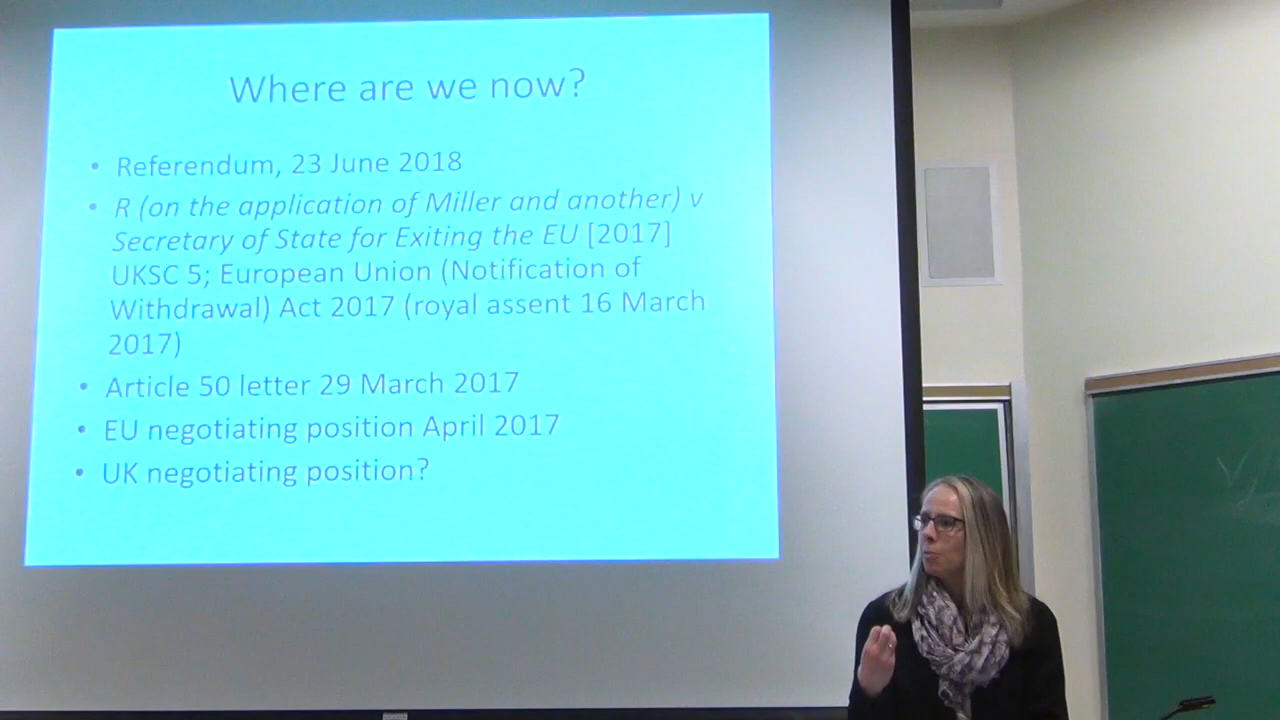 Where are we now?
• Referendum, 23 June 2018
• R (on the application of Miller and another) v
Secretary of State for Exiting the EU [2017]
UKSC 5; European Union (Notification of
Withdrawal) Act 2017 (royal assent 16 March
2017)
• Article 50 letter 29 March 2017
• EU negotiating position April 2017
• UK negotiating position?